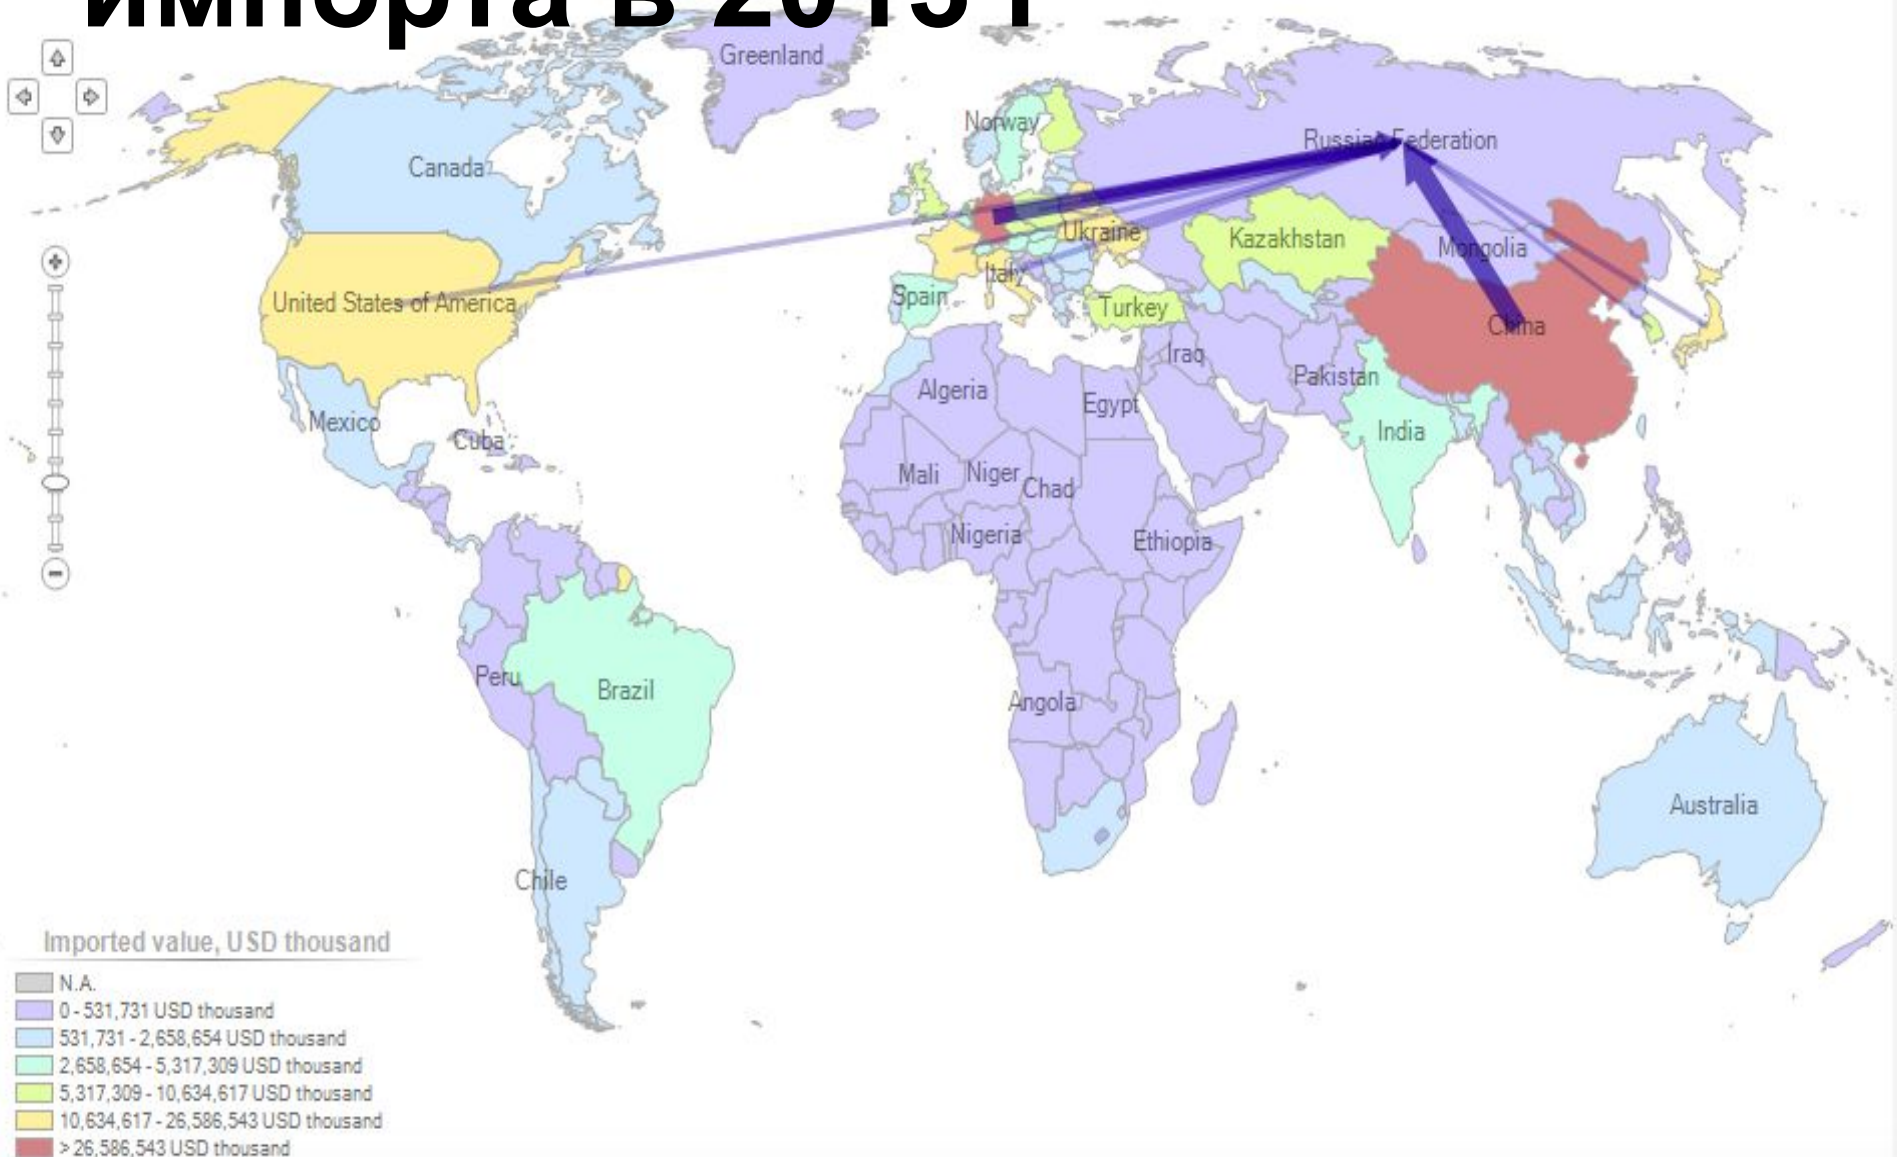 импорта в 2013 г
Greenland
Norway
Russian Federation
Canada
Ukraine
Kazakhstan
Mongolia
Italy
Spain
United States of America
Turkey
China
Iraq
Pakistan
Algeria
Egypt
Mexico
Cuba
India
Mali
Niger
Chad
Nigeria
Ethiopia
Peru
Brazil
Angola
Australia
Chile
Imported value, USD thousand
N.A.
0 - 531,731 USD thousand
531,731 - 2,658,654 USD thousand
2,658,654 - 5,317,309 USD thousand
5,317,309 - 10,634,617 USD thousand
10,634,617 - 26,586,543 USD thousand
> 26,586,543 USD thousand